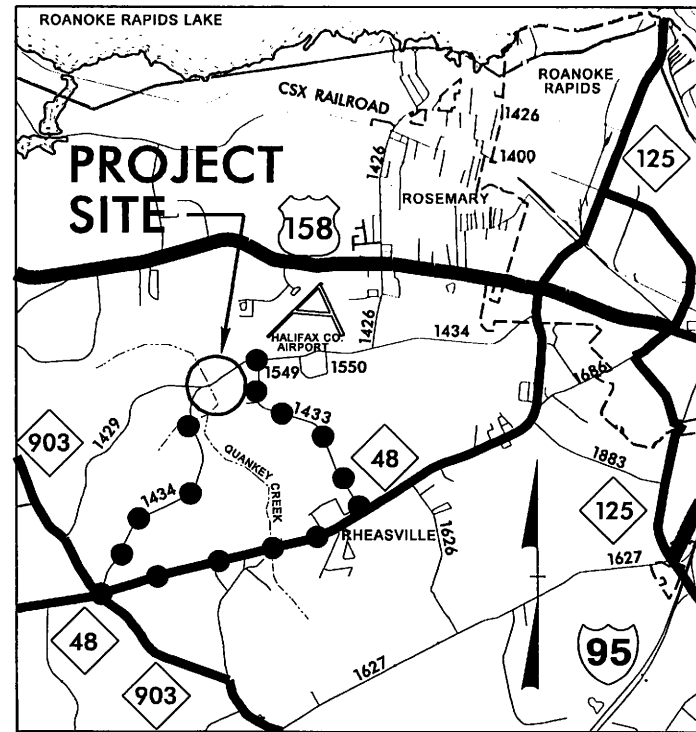 ROANOKE RAPIDS LAKE
CSX RAILROAD
ROANOKE
RAPIDS
1426
1426
1400
125
PROJECT
SITE
ROSEMARY
158
HALIFAX CO.
AIRPORT
1426
1434
1549
1550
1686
1433
903
1429
48
QUANKEY CREEK
1883
1434
125
RHEASVILLE
1626
1627
48
95
903
1627